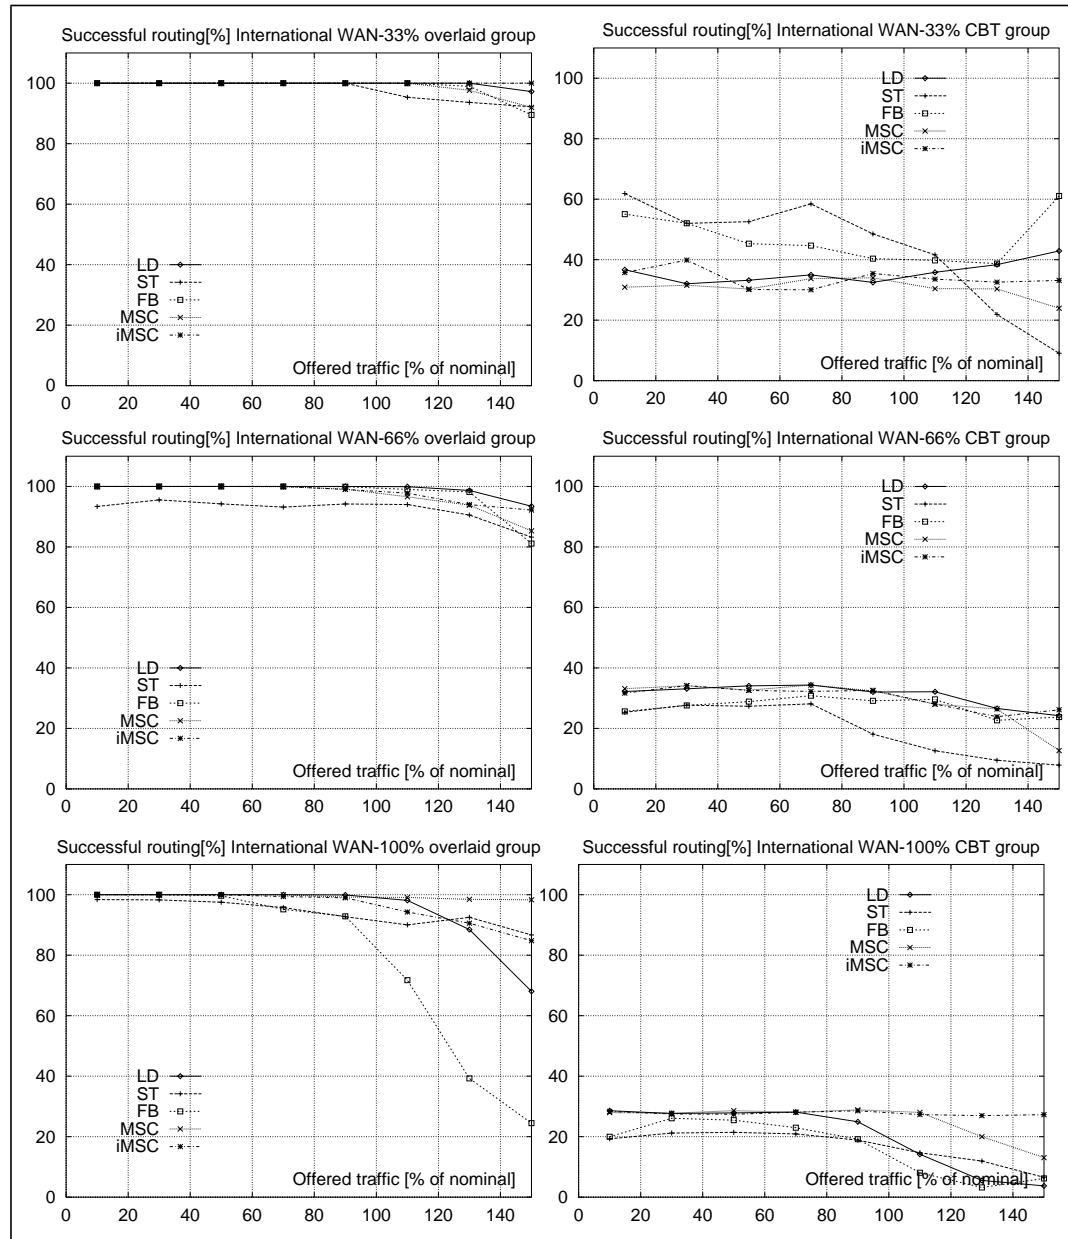 Successful routing[%] International WAN-33% overlaid group
100
80
60
40
20
0
LD
ST
FB
MSC
iMSC
Offered traffic [% of nominal]
0 20 40 60 80 100 120 140
Successful routing[%] International WAN-33% CBT group
100
80
60
40
20
0
LD
ST
FB
MSC
iMSC
Offered traffic [% of nominal]
0 20 40 60 80 100 120 140
Successful routing[%] International WAN-66% overlaid group
100
80
60
40
20
0
LD
ST
FB
MSC
iMSC
Offered traffic [% of nominal]
0 20 40 60 80 100 120 140
Successful routing[%] International WAN-66% CBT group
100
80
60
40
20
0
LD
ST
FB
MSC
iMSC
Offered traffic [% of nominal]
0 20 40 60 80 100 120 140
Successful routing[%] International WAN-100% overlaid group
100
80
60
40
20
0
LD
ST
FB
MSC
iMSC
Offered traffic [% of nominal]
0 20 40 60 80 100 120 140
Successful routing[%] International WAN-100% CBT group
100
80
60
40
20
0
LD
ST
FB
MSC
iMSC
Offered traffic [% of nominal]
0 20 40 60 80 100 120 140